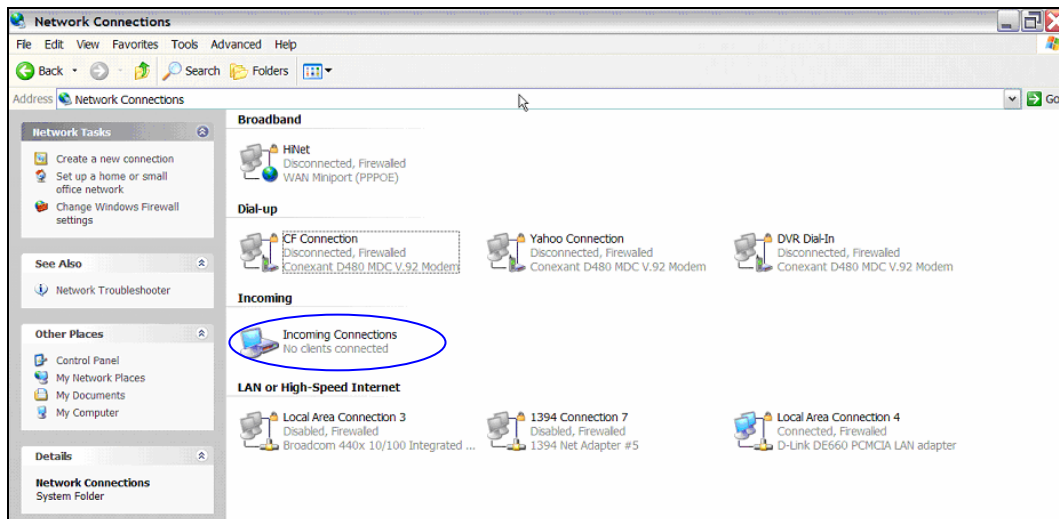 Network Connections
File Edit View Favorites Tools Advanced Help
Back Search Folders
Address Network Connections Go
Network Tasks
Create a new connection
Set up a home or small
office network
Change Windows Firewall
settings
See Also
Network Troubleshooter
Other Places
Control Panel
My Network Places
My Documents
My Computer
Details
Network Connections
System Folder
Broadband
HiNet
Disconnected, Firewalled
WAN Miniport (PPPOE)
Dial-up
CF Connection
Disconnected, Firewalled
Conexant D480 MDC V.92 Modem
Yahoo Connection
Disconnected, Firewalled
Conexant D480 MDC V.92 Modem
DVR Dial-In
Disconnected, Firewalled
Conexant D480 MDC V.92 Modem
Incoming
Incoming Connections
No clients connected
LAN or High-Speed Internet
Local Area Connection 3
Disabled, Firewalled
Broadcom 440x 10/100 Integrated ...
1394 Connection 7
Disabled, Firewalled
1394 Net Adapter #5
Local Area Connection 4
Connected, Firewalled
D-Link DE660 PCMCIA LAN adapter